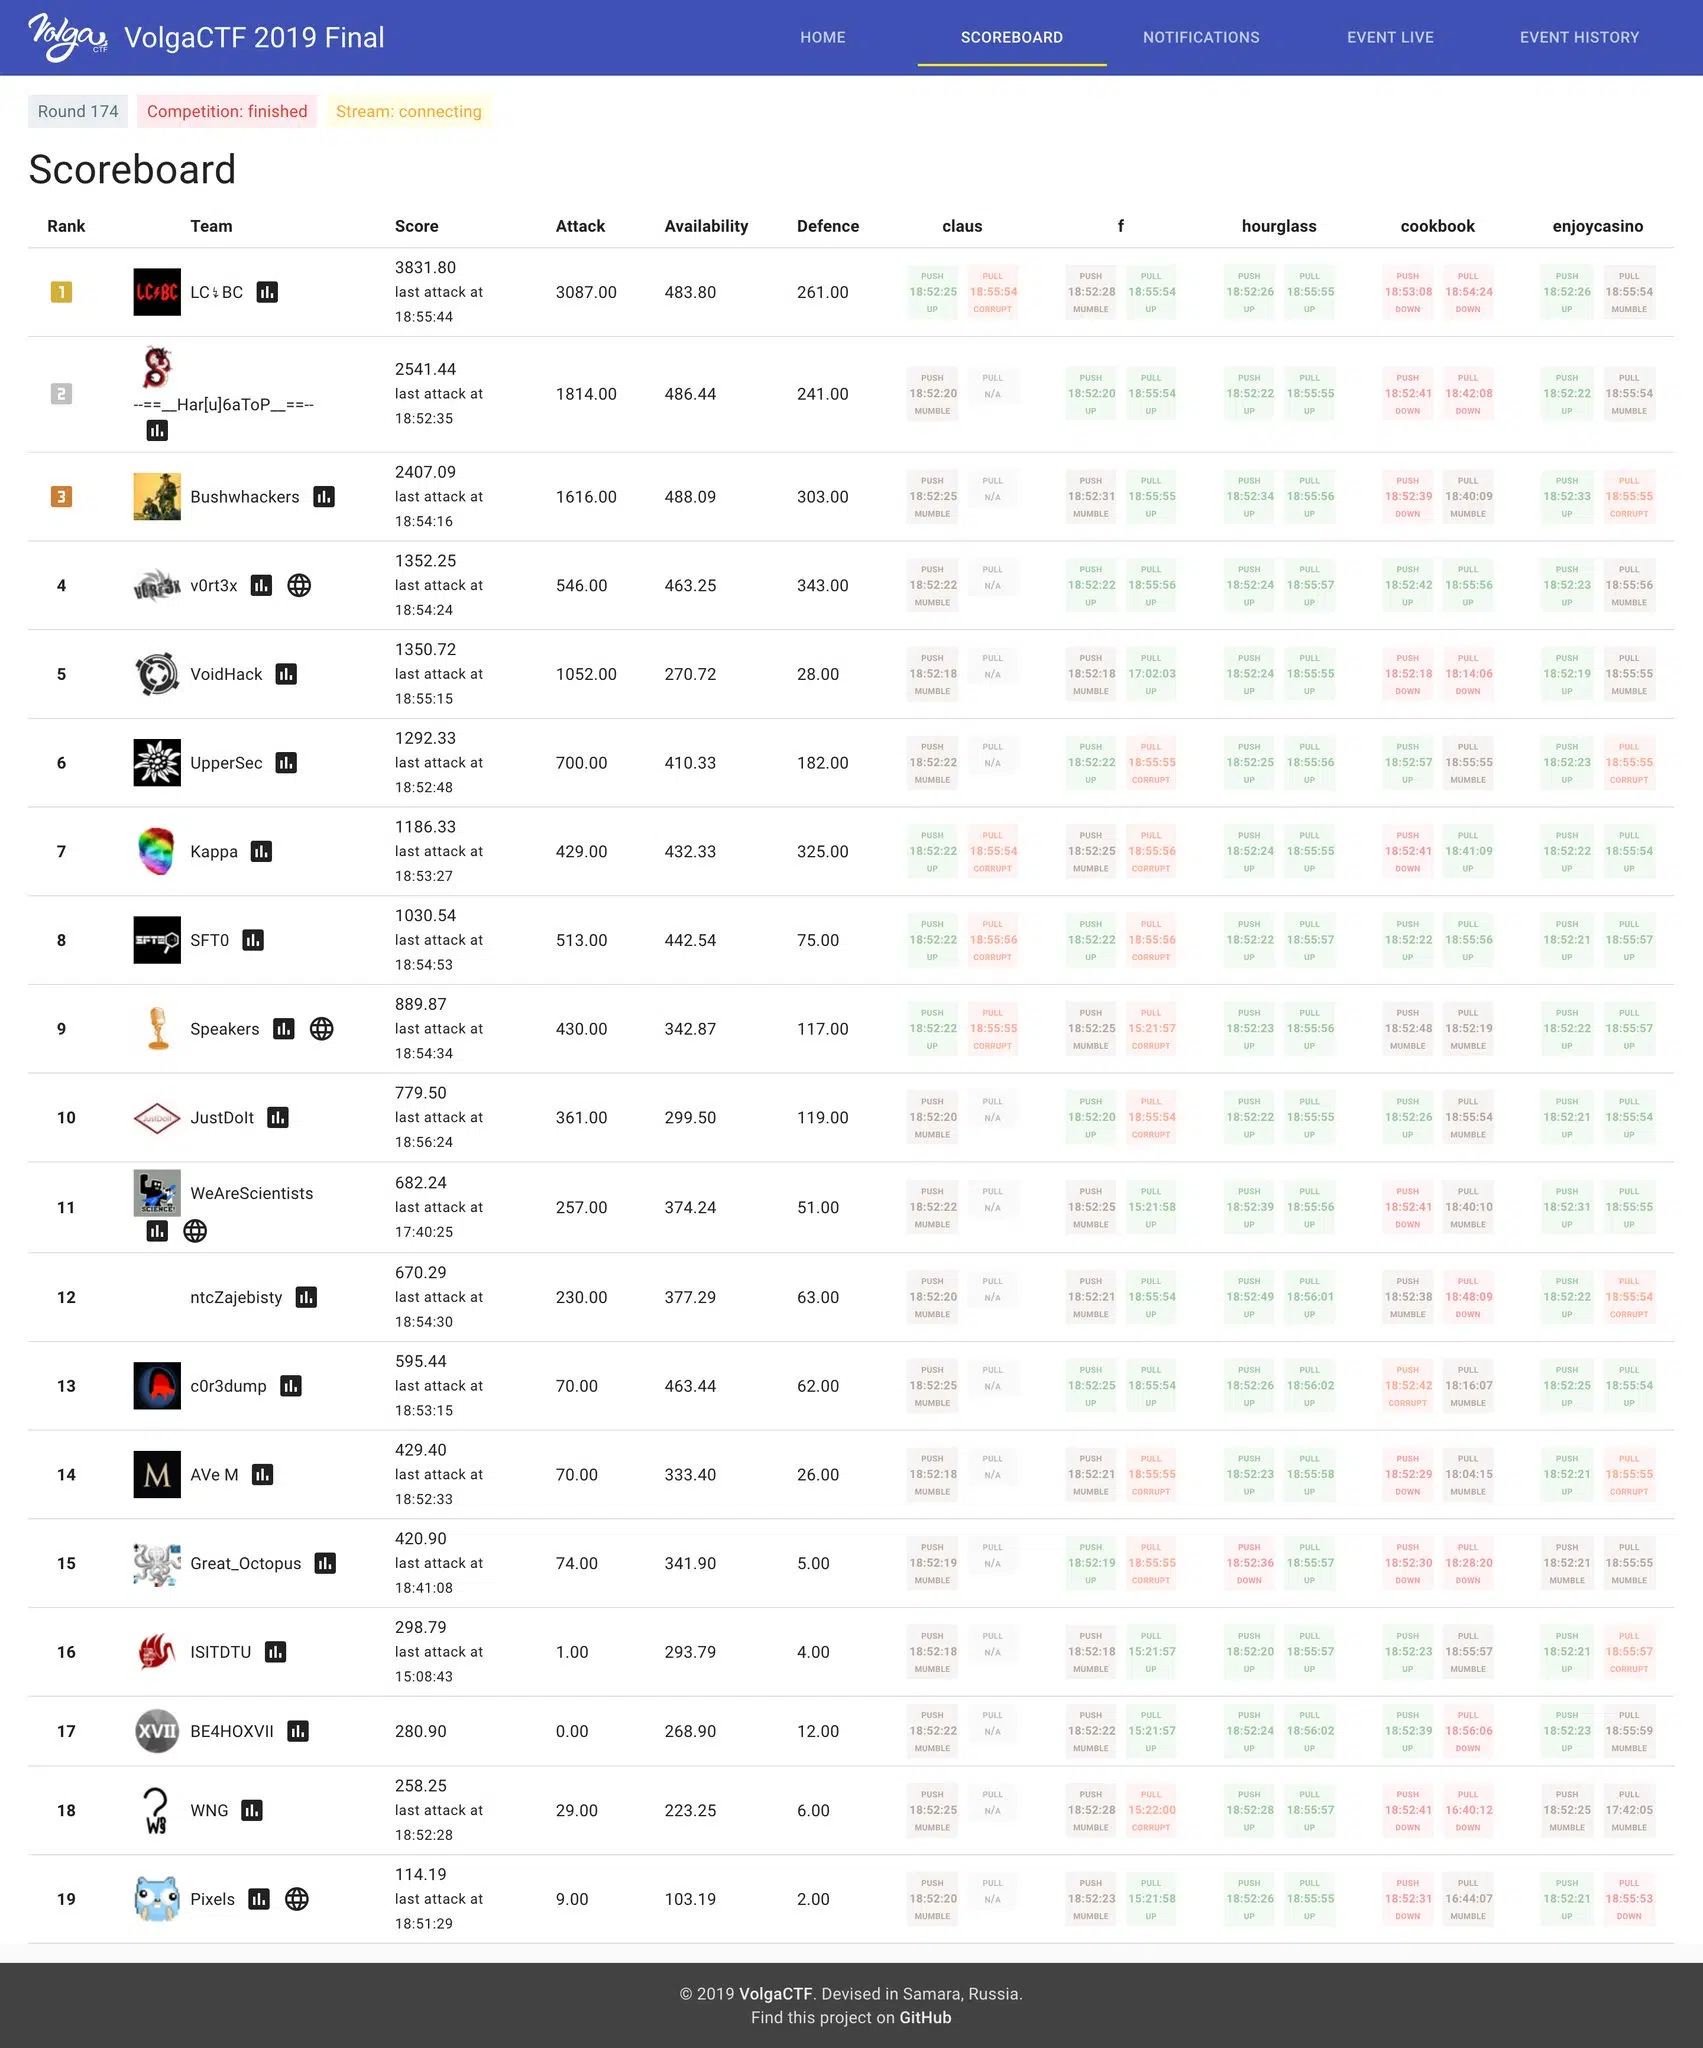 Volga CTF VolgaCTF 2019 Final HOME SCOREBOARD NOTIFICATIONS EVENT LIVE EVENT HISTORY
Round 174 Competition: finished Stream: connecting
Scoreboard
Rank Team Score Attack Availability Defence claus f hourglass cookbook enjoycasino
3831.80
PUSH PULL PUSH PULL PUSH PULL PUSH PULL PUSH PULL
1 LC↯BC LC↯BC last attack at 3087.00 483.80 261.00 18:52:25 18:55:54 18:52:28 18:55:54 18:52:26 18:55:55 18:53:08 18:54:24 18:52:26 18:55:54
UP CORRUPT MUMBLE UP UP UP DOWN DOWN UP MUMBLE
18:55:44
2541.44
PUSH PULL PUSH PULL PUSH PULL PUSH PULL PUSH PULL
2 last attack at 1814.00 486.44 241.00 18:52:20 N/A 18:52:20 18:55:54 18:52:22 18:55:55 18:52:41 18:42:08 18:52:22 18:55:54
--==__Har[u]6aToP__==-- MUMBLE UP UP UP UP DOWN DOWN UP MUMBLE
18:52:35
2407.09
PUSH PULL PUSH PULL PUSH PULL PUSH PULL PUSH PULL
3 Bushwhackers last attack at 1616.00 488.09 303.00 18:52:25 N/A 18:52:31 18:55:55 18:52:34 18:55:56 18:52:39 18:40:09 18:52:33 18:55:55
MUMBLE MUMBLE UP UP UP DOWN MUMBLE UP CORRUPT
18:54:16
1352.25
PUSH PULL PUSH PULL PUSH PULL PUSH PULL PUSH PULL
4 v0rt3x last attack at 546.00 463.25 343.00 18:52:22 N/A 18:52:22 18:55:56 18:52:24 18:55:57 18:52:42 18:55:56 18:52:23 18:55:56
MUMBLE UP UP UP UP UP UP UP MUMBLE
18:54:24
1350.72
PUSH PULL PUSH PULL PUSH PULL PUSH PULL PUSH PULL
5 VoidHack last attack at 1052.00 270.72 28.00 18:52:18 N/A 18:52:18 17:02:03 18:52:24 18:55:55 18:52:18 18:14:06 18:52:19 18:55:55
MUMBLE MUMBLE UP UP UP DOWN DOWN UP MUMBLE
18:55:15
1292.33
PUSH PULL PUSH PULL PUSH PULL PUSH PULL PUSH PULL
6 UpperSec last attack at 700.00 410.33 182.00 18:52:22 N/A 18:52:22 18:55:55 18:52:25 18:55:56 18:52:57 18:55:55 18:52:23 18:55:55
MUMBLE UP CORRUPT UP UP UP MUMBLE UP CORRUPT
18:52:48
1186.33
PUSH PULL PUSH PULL PUSH PULL PUSH PULL PUSH PULL
7 Kappa last attack at 429.00 432.33 325.00 18:52:22 18:55:54 18:52:25 18:55:56 18:52:24 18:55:55 18:52:41 18:41:09 18:52:22 18:55:54
UP CORRUPT MUMBLE CORRUPT UP UP DOWN UP UP UP
18:53:27
1030.54
PUSH PULL PUSH PULL PUSH PULL PUSH PULL PUSH PULL
8 SFT0 last attack at 513.00 442.54 75.00 18:52:22 18:55:56 18:52:22 18:55:56 18:52:22 18:55:57 18:52:22 18:55:56 18:52:21 18:55:57
UP CORRUPT UP CORRUPT UP UP UP UP UP UP
18:54:53
889.87
PUSH PULL PUSH PULL PUSH PULL PUSH PULL PUSH PULL
9 Speakers last attack at 430.00 342.87 117.00 18:52:22 18:55:55 18:52:25 15:21:57 18:52:23 18:55:56 18:52:48 18:52:19 18:52:22 18:55:57
UP CORRUPT MUMBLE CORRUPT UP UP MUMBLE MUMBLE UP UP
18:54:34
779.50
PUSH PULL PUSH PULL PUSH PULL PUSH PULL PUSH PULL
10 JustDoIt JustDoIt last attack at 361.00 299.50 119.00 18:52:20 N/A 18:52:20 18:55:54 18:52:22 18:55:55 18:52:26 18:55:54 18:52:21 18:55:54
MUMBLE UP CORRUPT UP UP UP MUMBLE UP UP
18:56:24
682.24
WeAreScientists PUSH PULL PUSH PULL PUSH PULL PUSH PULL PUSH PULL
11 SCIENCE! last attack at 257.00 374.24 51.00 18:52:22 N/A 18:52:25 15:21:58 18:52:39 18:55:56 18:52:41 18:40:10 18:52:31 18:55:55
MUMBLE MUMBLE UP UP UP DOWN MUMBLE UP UP
17:40:25
670.29
PUSH PULL PUSH PULL PUSH PULL PUSH PULL PUSH PULL
12 ntcZajebisty last attack at 230.00 377.29 63.00 18:52:20 N/A 18:52:21 18:55:54 18:52:49 18:56:01 18:52:38 18:48:09 18:52:22 18:55:54
MUMBLE MUMBLE UP UP UP MUMBLE DOWN UP CORRUPT
18:54:30
595.44
PUSH PULL PUSH PULL PUSH PULL PUSH PULL PUSH PULL
13 c0r3dump last attack at 70.00 463.44 62.00 18:52:25 N/A 18:52:25 18:55:54 18:52:26 18:56:02 18:52:42 18:16:07 18:52:25 18:55:54
MUMBLE UP UP UP UP CORRUPT MUMBLE UP UP
18:53:15
429.40
PUSH PULL PUSH PULL PUSH PULL PUSH PULL PUSH PULL
14 M AVe M last attack at 70.00 333.40 26.00 18:52:18 N/A 18:52:21 18:55:55 18:52:23 18:55:58 18:52:29 18:04:15 18:52:21 18:55:55
MUMBLE MUMBLE CORRUPT UP UP DOWN MUMBLE UP CORRUPT
18:52:33
420.90
PUSH PULL PUSH PULL PUSH PULL PUSH PULL PUSH PULL
15 Great_Octopus last attack at 74.00 341.90 5.00 18:52:19 N/A 18:52:19 18:55:55 18:52:36 18:55:57 18:52:30 18:28:20 18:52:21 18:55:55
MUMBLE UP CORRUPT DOWN UP DOWN DOWN MUMBLE MUMBLE
18:41:08
298.79
PUSH PULL PUSH PULL PUSH PULL PUSH PULL PUSH PULL
16 ISITDTU last attack at 1.00 293.79 4.00 18:52:18 N/A 18:52:18 15:21:57 18:52:20 18:55:57 18:52:23 18:55:57 18:52:21 18:55:57
MUMBLE MUMBLE UP UP UP UP MUMBLE UP CORRUPT
15:08:43
PUSH PULL PUSH PULL PUSH PULL PUSH PULL PUSH PULL
17 XVII BE4HOXVII 280.90 0.00 268.90 12.00 18:52:22 N/A 18:52:22 15:21:57 18:52:24 18:56:02 18:52:39 18:56:06 18:52:23 18:55:59
MUMBLE MUMBLE UP UP UP UP DOWN UP MUMBLE
258.25
PUSH PULL PUSH PULL PUSH PULL PUSH PULL PUSH PULL
18 WNG last attack at 29.00 223.25 6.00 18:52:25 N/A 18:52:28 15:22:00 18:52:28 18:55:57 18:52:41 16:40:12 18:52:25 17:42:05
MUMBLE MUMBLE CORRUPT UP UP DOWN DOWN MUMBLE MUMBLE
18:52:28
114.19
PUSH PULL PUSH PULL PUSH PULL PUSH PULL PUSH PULL
19 Pixels last attack at 9.00 103.19 2.00 18:52:20 N/A 18:52:23 15:21:58 18:52:26 18:55:55 18:52:31 16:44:07 18:52:21 18:55:53
MUMBLE MUMBLE UP UP UP DOWN MUMBLE UP DOWN
18:51:29
© 2019 VolgaCTF. Devised in Samara, Russia.
Find this project on GitHub